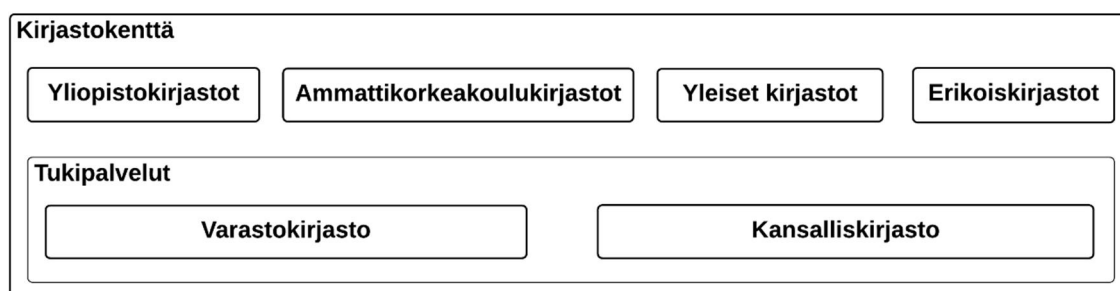 Kirjastokenttä
Yliopistokirjastot
Ammattikorkeakoulukirjastot
Yleiset kirjastot
Erikoiskirjastot
Tukipalvelut
Varastokirjasto
Kansalliskirjasto